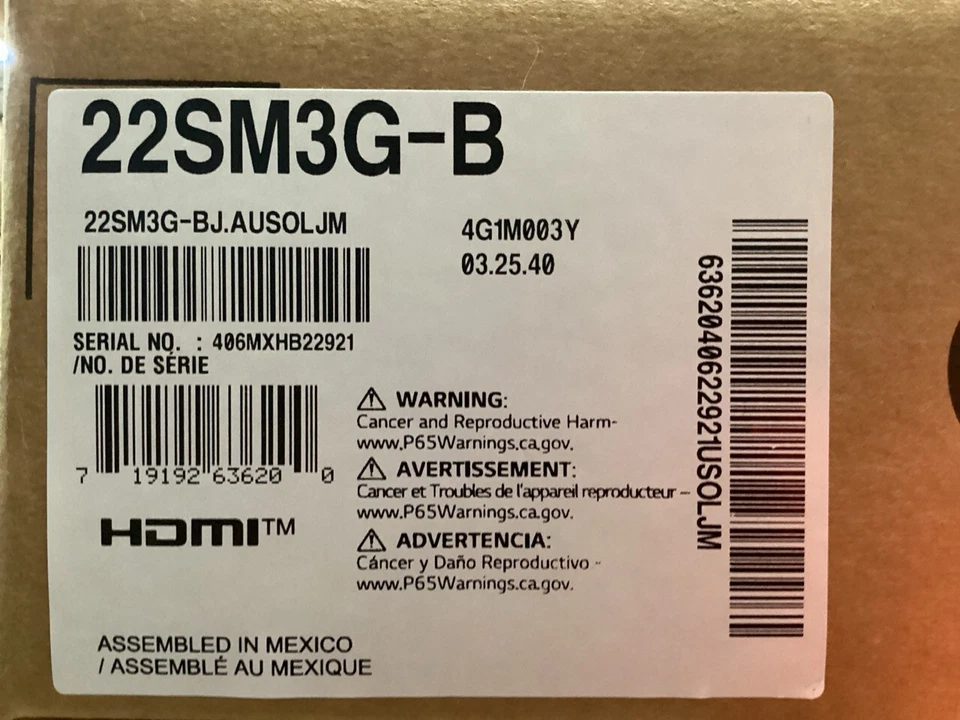 22SM3G-B
22SM3G-BJ.AUSOLJM
4G1M003Y
03.25.40
SERIAL NO. : 406MXHB22921
/NO. DE SÉRIE
7 19192 63620 0
HDMI™
⚠ WARNING:
Cancer and Reproductive Harm-
www.P65Warnings.ca.gov.
⚠ AVERTISSEMENT:
Cancer et Troubles de l'appareil reproducteur –
www.P65Warnings.ca.gov.
⚠ ADVERTENCIA:
Cáncer y Daño Reproductivo -
www.P65Warnings.ca.gov.
ASSEMBLED IN MEXICO
/ ASSEMBLÉ AU MEXIQUE
6362040622921USOLJM